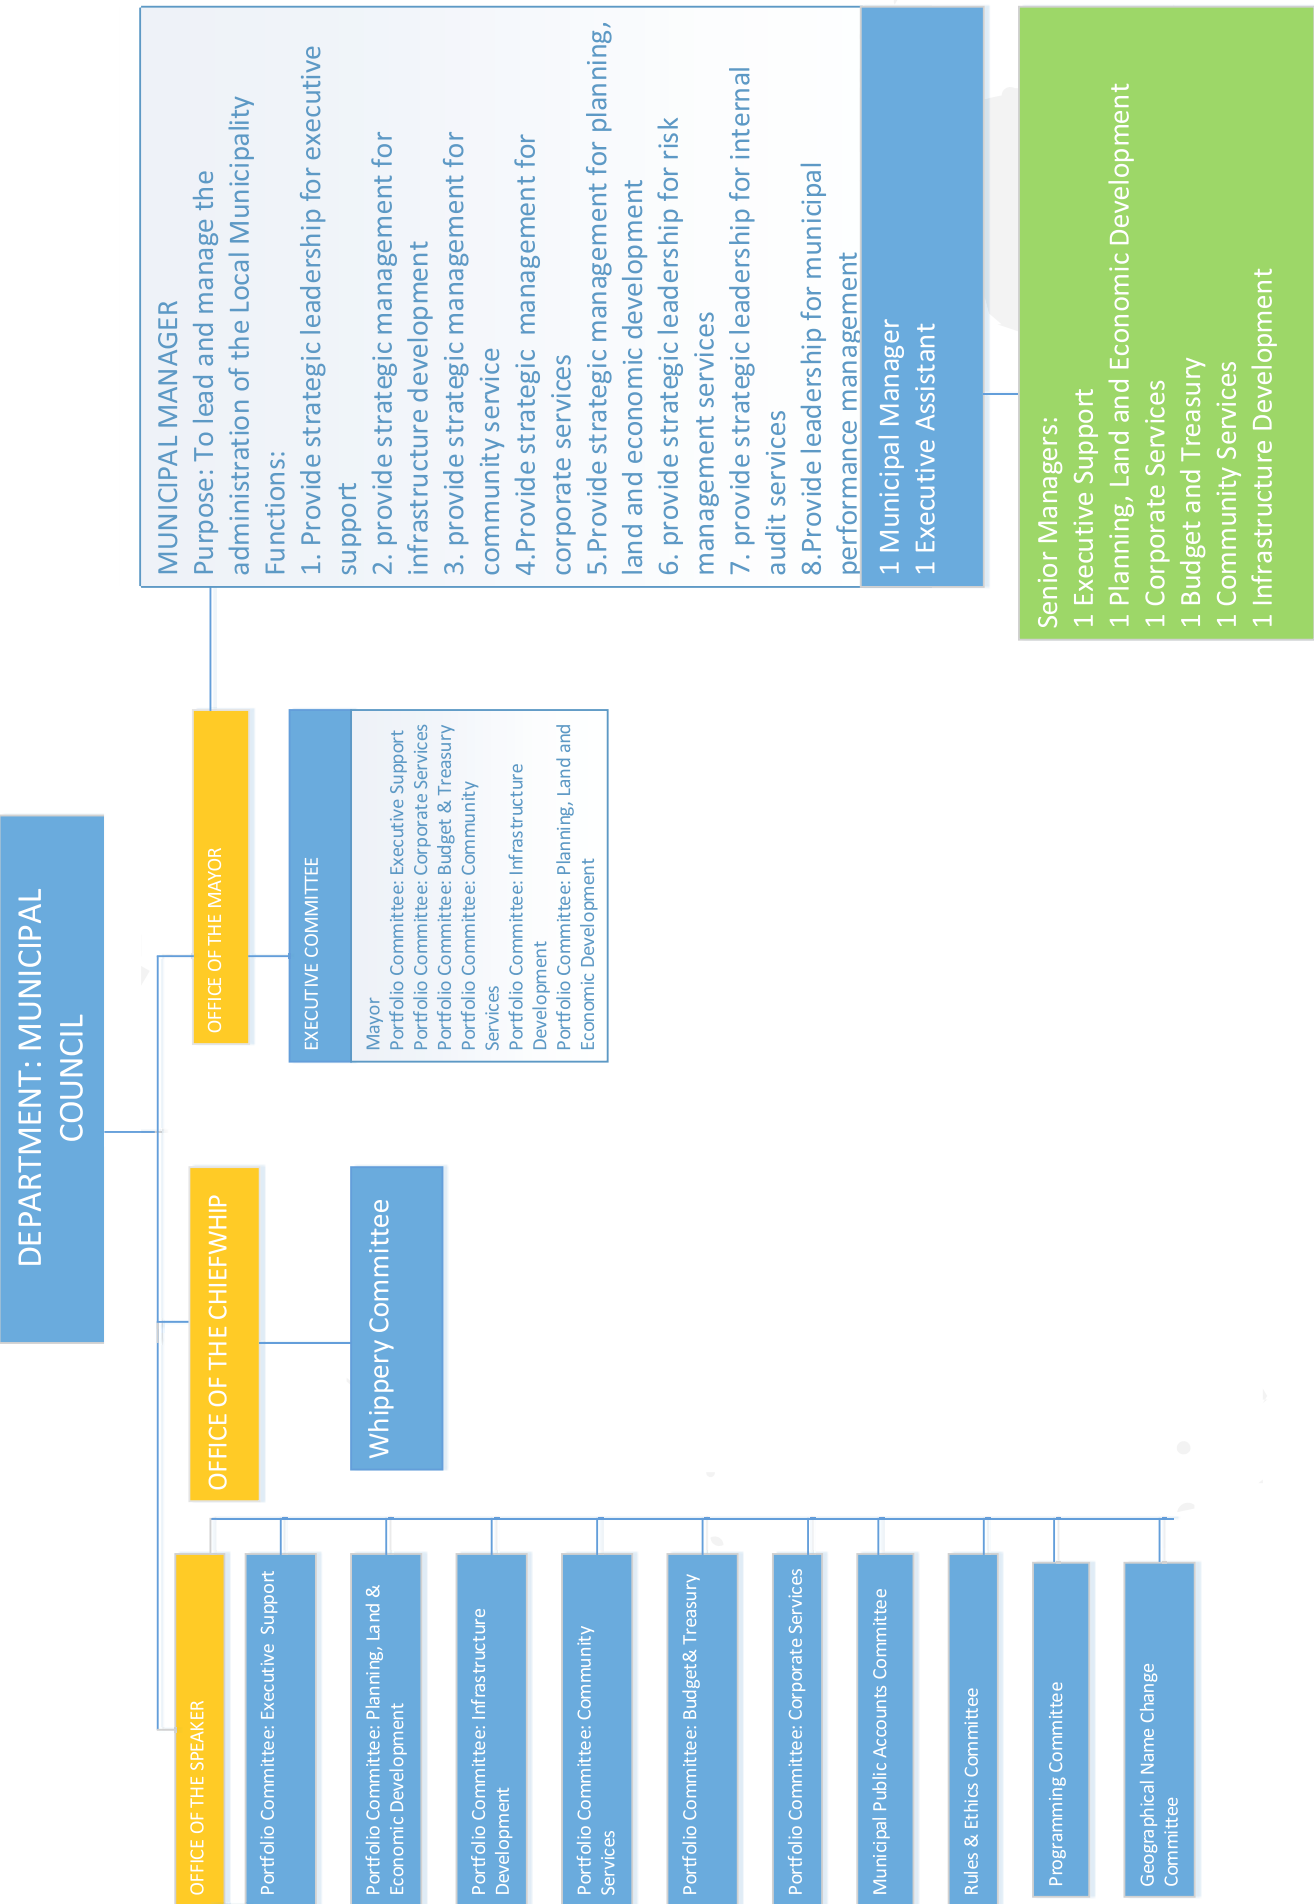 DEPARTMENT: MUNICIPAL
COUNCIL
OFFICE OF THE SPEAKER
Portfolio Committee: Executive Support
Portfolio Committee: Planning, Land &
Economic Development
Portfolio Committee: Infrastructure
Development
Portfolio Committee: Community
Services
Portfolio Committee: Budget& Treasury
Portfolio Committee: Corporate Services
Municipal Public Accounts Committee
Rules & Ethics Committee
Programming Committee
Geographical Name Change
Committee
OFFICE OF THE CHIEFWHIP
Whippery Committee
OFFICE OF THE MAYOR
EXECUTIVE COMMITTEE
Mayor
Portfolio Committee: Executive Support
Portfolio Committee: Corporate Services
Portfolio Committee: Budget & Treasury
Portfolio Committee: Community
Services
Portfolio Committee: Infrastructure
Development
Portfolio Committee: Planning, Land and
Economic Development
MUNICIPAL MANAGER
Purpose: To lead and manage the
administration of the Local Municipality
Functions:
1. Provide strategic leadership for executive
support
2. provide strategic management for
infrastructure development
3. provide strategic management for
community service
4.Provide strategic management for
corporate services
5.Provide strategic management for planning,
land and economic development
6. provide strategic leadership for risk
management services
7. provide strategic leadership for internal
audit services
8.Provide leadership for municipal
performance management
1 Municipal Manager
1 Executive Assistant
Senior Managers:
1 Executive Support
1 Planning, Land and Economic Development
1 Corporate Services
1 Budget and Treasury
1 Community Services
1 Infrastructure Development